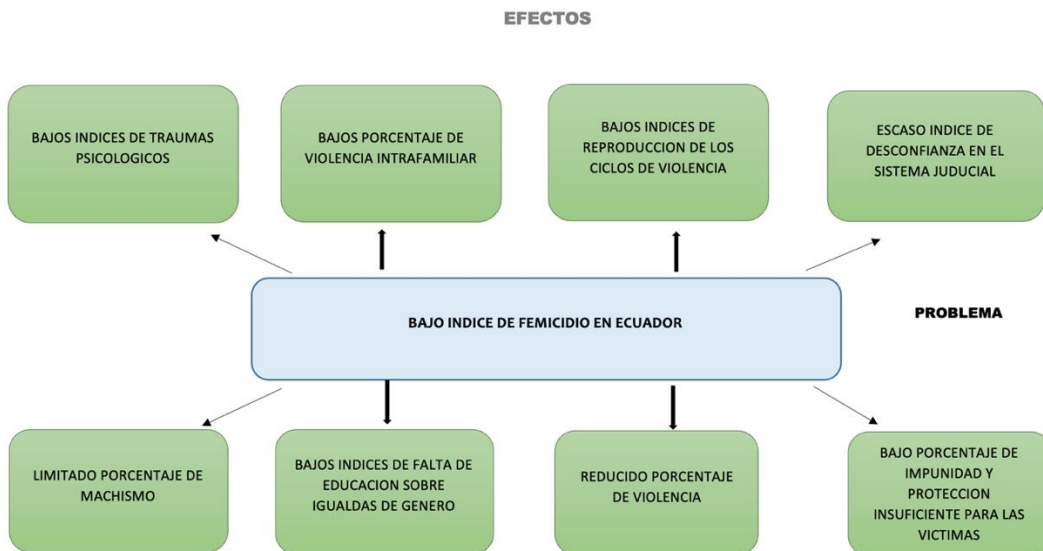 EFECTOS
BAJOS INDICES DE TRAUMAS
PSICOLOGICOS
BAJOS PORCENTAJE DE
VIOLENCIA INTRAFAMILIAR
BAJOS INDICES DE
REPRODUCCION DE LOS
CICLOS DE VIOLENCIA
ESCASO INDICE DE
DESCONFIANZA EN EL
SISTEMA JUDUCIAL
BAJO INDICE DE FEMICIDIO EN ECUADOR
PROBLEMA
LIMITADO PORCENTAJE DE
MACHISMO
BAJOS INDICES DE FALTA DE
EDUCACION SOBRE
IGUALDAS DE GENERO
REDUCIDO PORCENTAJE
DE VIOLENCIA
BAJO PORCENTAJE DE
IMPUNIDAD Y
PROTECCION
INSUFICIENTE PARA LAS
VICTIMAS